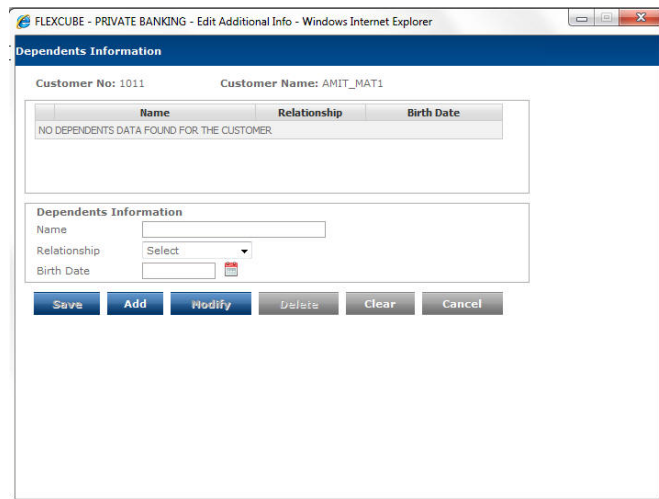 FLEXCUBE - PRIVATE BANKING - Edit Additional Info - Windows Internet Explorer
Dependents Information
Customer No: 1011 Customer Name: AMIT_MAT1
Name Relationship Birth Date
NO DEPENDENTS DATA FOUND FOR THE CUSTOMER
Dependents Information
Name
Relationship Select
Birth Date
Save Add Modify Delete Clear Cancel